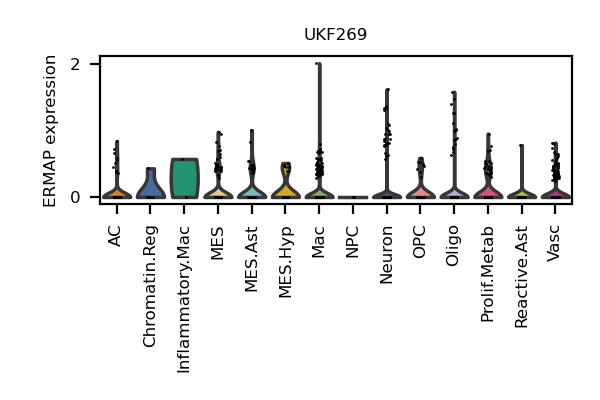 UKF269
ERMAP expression
2
0
AC
Chromatin.Reg
Inflammatory.Mac
MES
MES.Ast
MES.Hyp
Mac
NPC
Neuron
OPC
Oligo
Prolif.Metab
Reactive.Ast
Vasc